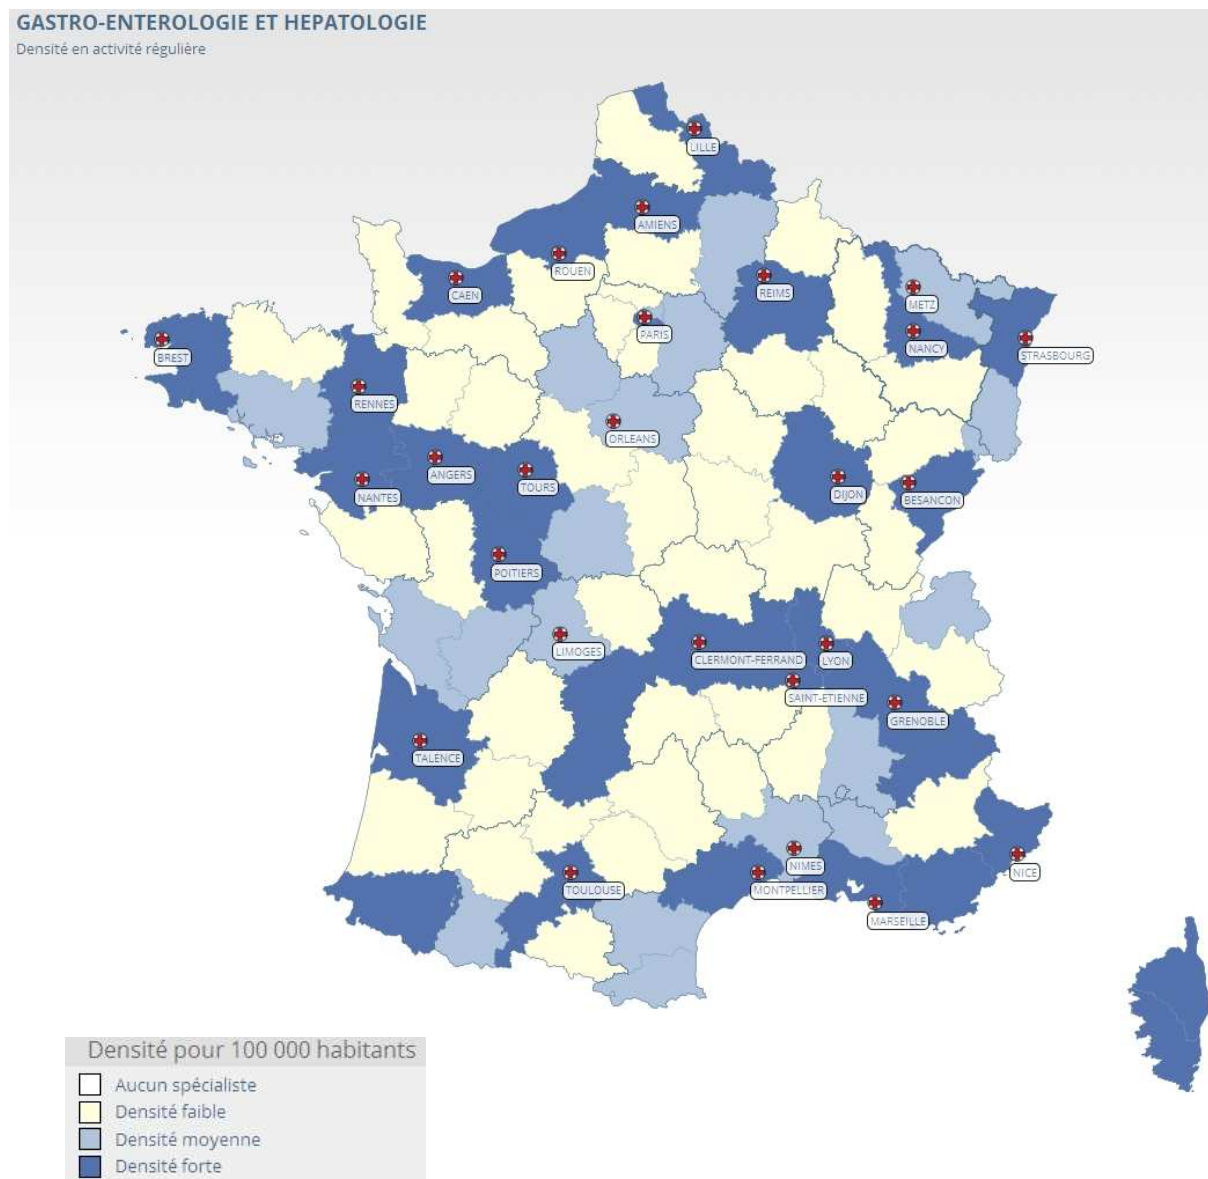 GASTRO-ENTEROLOGIE ET HEPATOLOGIE
Densité en activité régulière
LILLE
AMIENS
ROUEN
CAEN
REIMS
METZ
PARIS
NANCY
STRASBOURG
BREST
RENNES
ORLEANS
ANGERS
TOURS
NANTES
DIJON
BESANCON
POITIERS
LIMOGES
CLERMONT-FERRAND
LYON
SAINT-ETIENNE
GRENOBLE
TALENCE
NIMES
NICE
TOULOUSE
MONTPELLIER
MARSEILLE
Densité pour 100 000 habitants
Aucun spécialiste
Densité faible
Densité moyenne
Densité forte